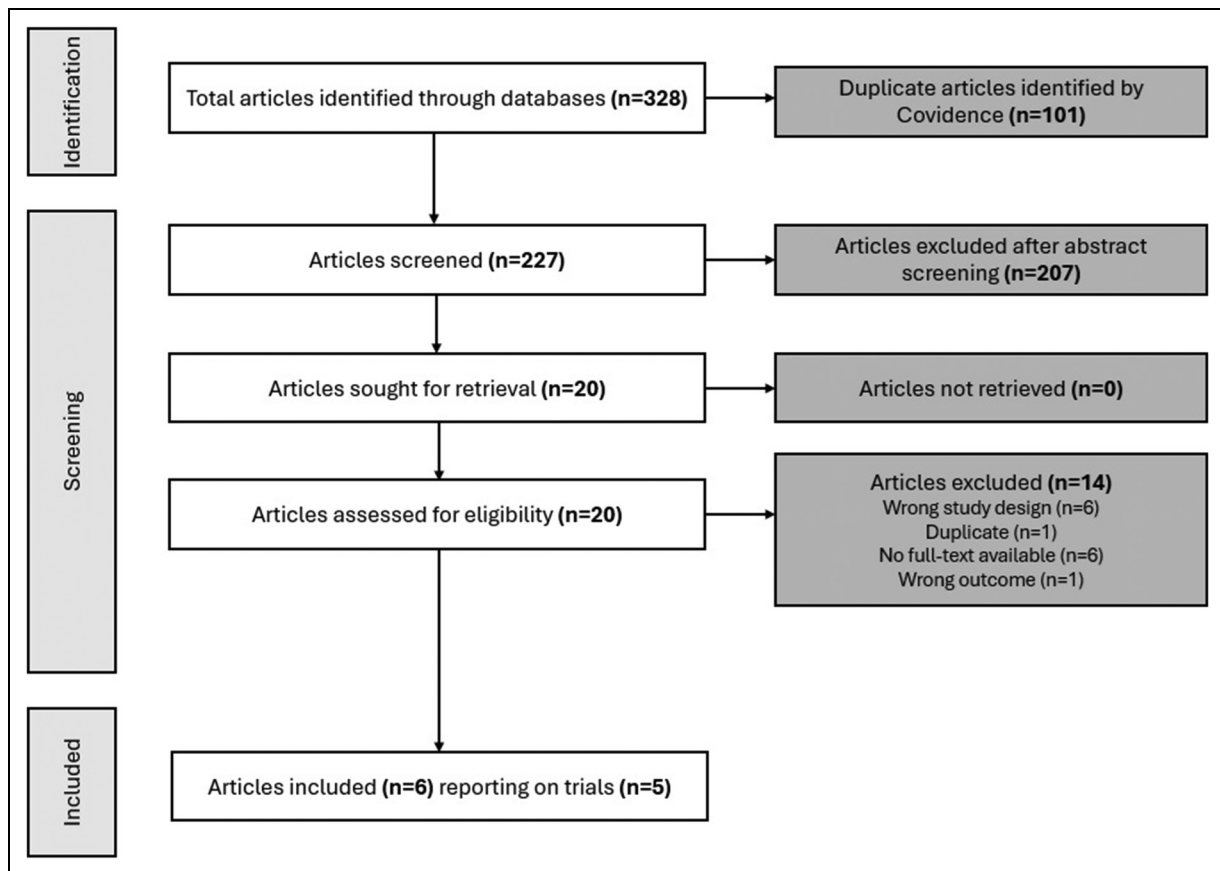 Identification
Total articles identified through databases (n=328)
Duplicate articles identified by
Covidence (n=101)
Screening
Articles screened (n=227)
Articles excluded after abstract
screening (n=207)
Articles sought for retrieval (n=20)
Articles not retrieved (n=0)
Articles assessed for eligibility (n=20)
Articles excluded (n=14)
Wrong study design (n=6)
Duplicate (n=1)
No full-text available (n=6)
Wrong outcome (n=1)
Included
Articles included (n=6) reporting on trials (n=5)